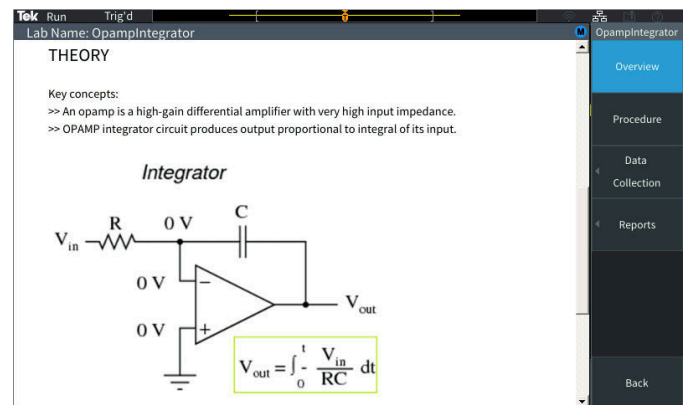 Tek Run Trig'd
Lab Name: OpampIntegrator
M
OpampIntegrator
THEORY
Key concepts:
>> An opamp is a high-gain differential amplifier with very high input impedance.
>> OPAMP integrator circuit produces output proportional to integral of its input.
Integrator
R 0 V C
Vin
0 V −
Vout
0 V +
Vout = ∫0t - Vin/RC dt
Overview
Procedure
Data
Collection
Reports
Back